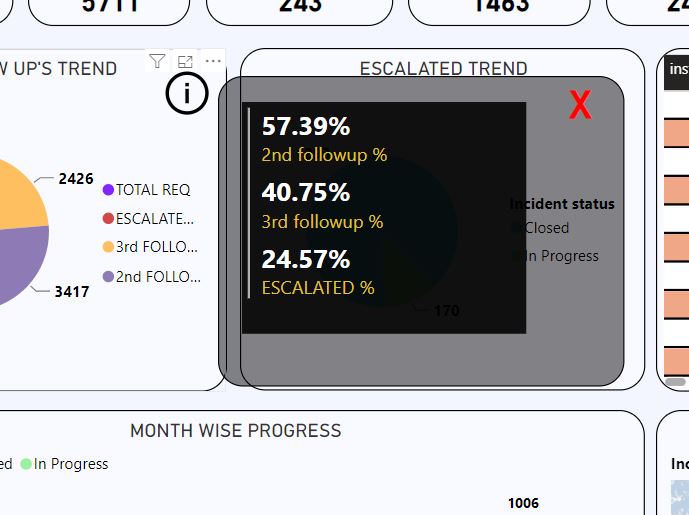 5711
243
1463
W UP'S TREND
ESCALATED TREND
ins
i
X
57.39%
2nd followup %
40.75%
3rd followup %
24.57%
ESCALATED %
2426
3417
TOTAL REQ
ESCALATE...
3rd FOLLO...
2nd FOLLO...
Incident status
Closed
In Progress
170
MONTH WISE PROGRESS
ed
In Progress
1006
Inc